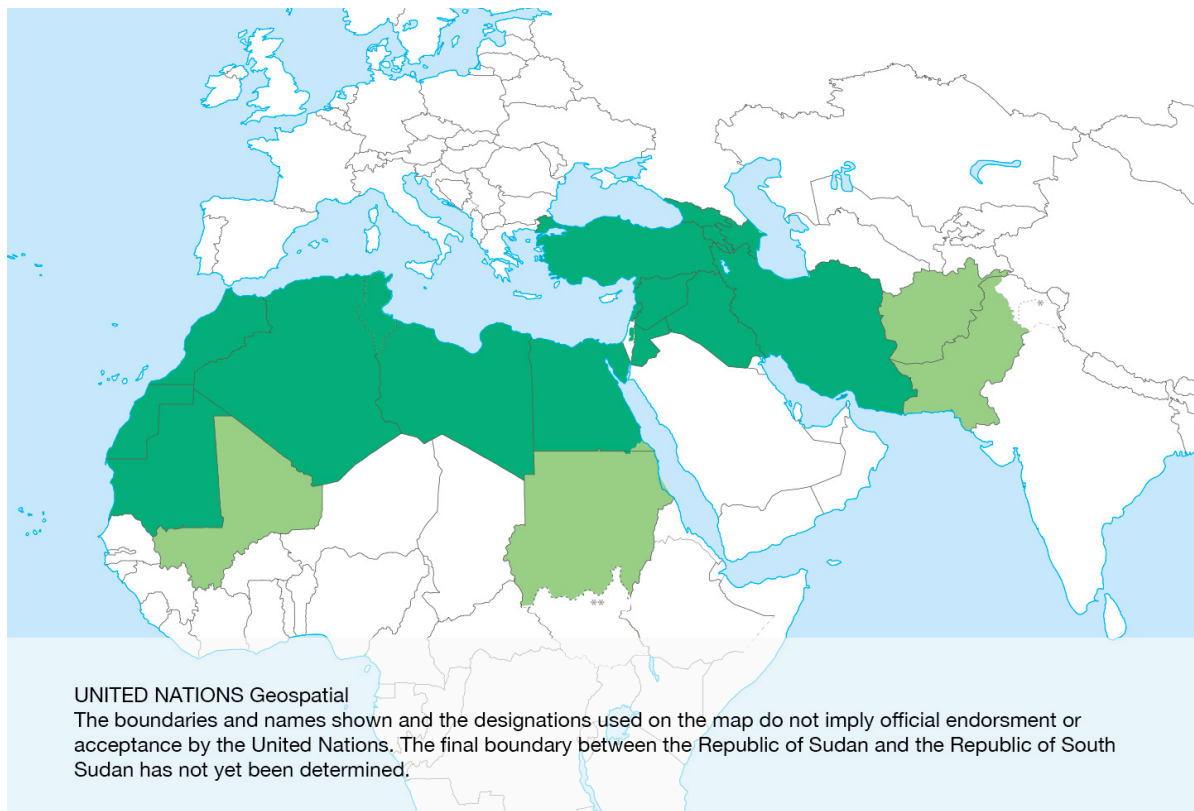 *
**
UNITED NATIONS Geospatial
The boundaries and names shown and the designations used on the map do not imply official endorsment or
acceptance by the United Nations. The final boundary between the Republic of Sudan and the Republic of South
Sudan has not yet been determined.